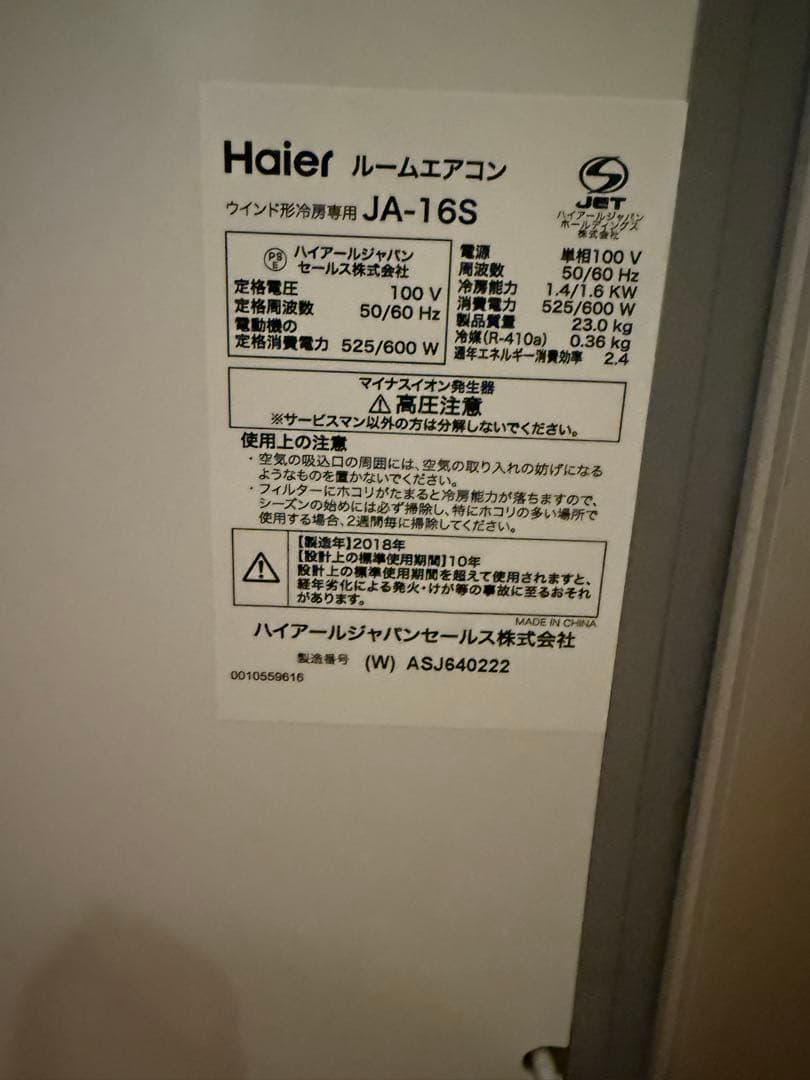 Haier ルームエアコン
ウインド形冷房専用 JA-16S
JET
ハイアールジャパン
ホールディングス
株式会社
PS
E
ハイアールジャパン
セールス株式会社
定格電圧 100 V
定格周波数 50/60 Hz
電動機の
定格消費電力 525/600 W
電源 単相100 V
周波数 50/60 Hz
冷房能力 1.4/1.6 KW
消費電力 525/600 W
製品質量 23.0 kg
冷媒(R-410a) 0.36 kg
通年エネルギー消費効率 2.4
マイナスイオン発生器
⚠高圧注意
※サービスマン以外の方は分解しないでください。
使用上の注意
・空気の吸込口の周囲には、空気の取り入れの妨げになる
ようなものを置かないでください。
・フィルターにホコリがたまると冷房能力が落ちますので、
シーズンの始めには必ず掃除し、特にホコリの多い場所で
使用する場合、2週間毎に掃除してください。
【製造年】2018年
【設計上の標準使用期間】10年
設計上の標準使用期間を超えて使用されますと、
経年劣化による発火・けが等の事故に至るおそれ
があります。
MADE IN CHINA
ハイアールジャパンセールス株式会社
製造番号 (W) ASJ640222
0010559616